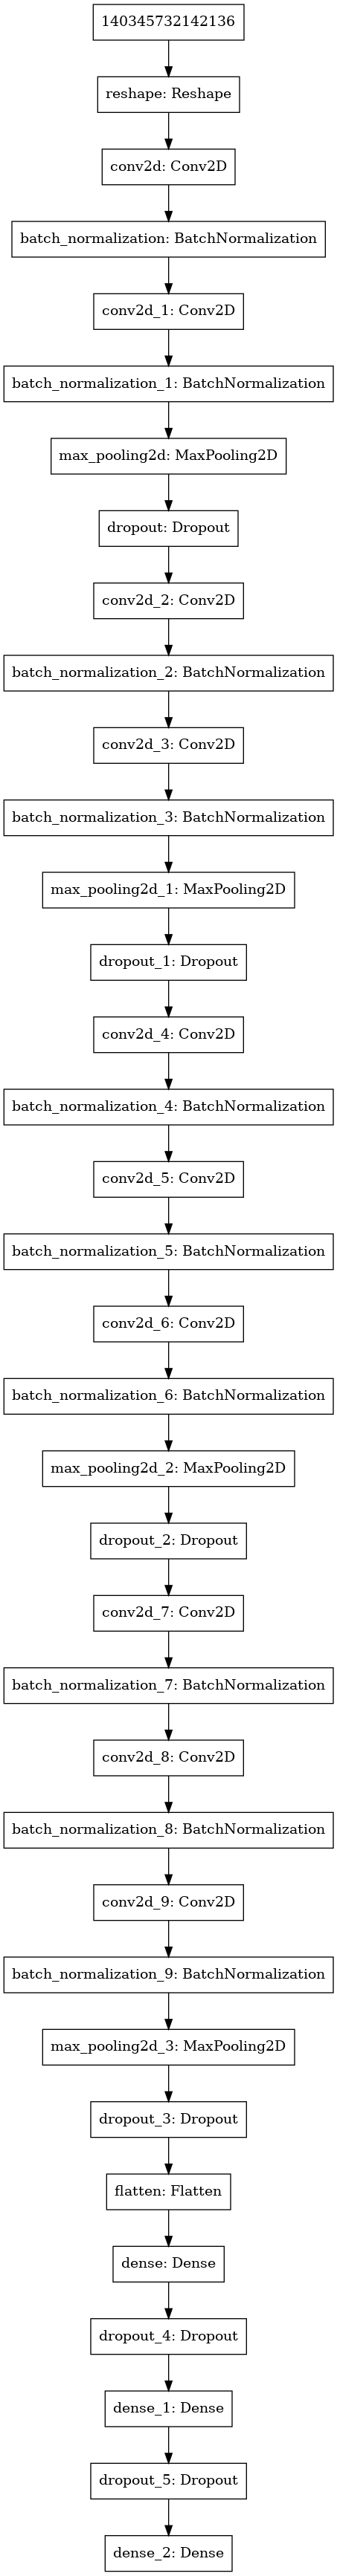 140345732142136
reshape: Reshape
conv2d: Conv2D
batch_normalization: BatchNormalization
conv2d_1: Conv2D
batch_normalization_1: BatchNormalization
max_pooling2d: MaxPooling2D
dropout: Dropout
conv2d_2: Conv2D
batch_normalization_2: BatchNormalization
conv2d_3: Conv2D
batch_normalization_3: BatchNormalization
max_pooling2d_1: MaxPooling2D
dropout_1: Dropout
conv2d_4: Conv2D
batch_normalization_4: BatchNormalization
conv2d_5: Conv2D
batch_normalization_5: BatchNormalization
conv2d_6: Conv2D
batch_normalization_6: BatchNormalization
max_pooling2d_2: MaxPooling2D
dropout_2: Dropout
conv2d_7: Conv2D
batch_normalization_7: BatchNormalization
conv2d_8: Conv2D
batch_normalization_8: BatchNormalization
conv2d_9: Conv2D
batch_normalization_9: BatchNormalization
max_pooling2d_3: MaxPooling2D
dropout_3: Dropout
flatten: Flatten
dense: Dense
dropout_4: Dropout
dense_1: Dense
dropout_5: Dropout
dense_2: Dense